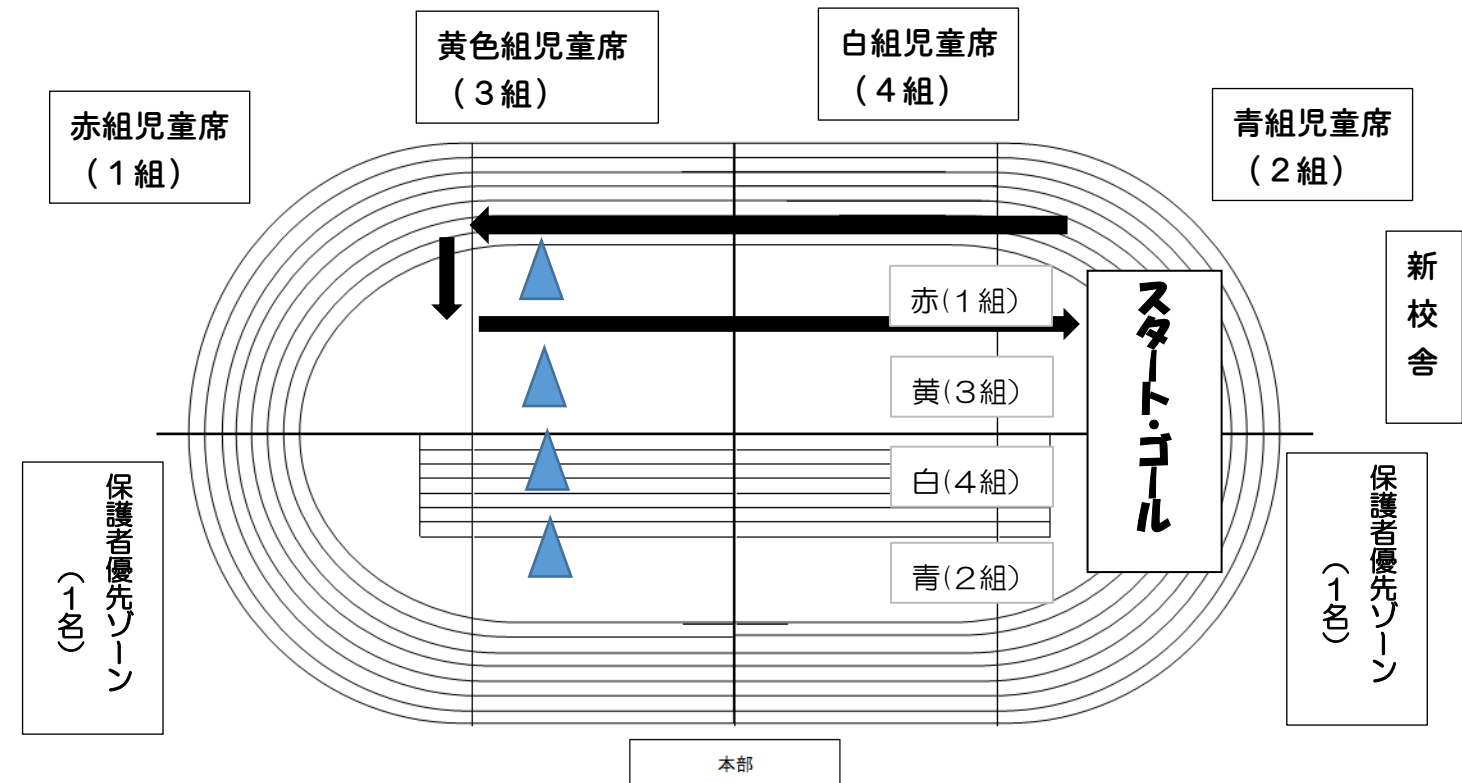 黄色組児童席
(3組)
白組児童席
(4組)
赤組児童席
(1組)
青組児童席
(2組)
新校舎
赤(1組)
黄(3組)
白(4組)
青(2組)
スタート・ゴール
保護者優先ゾーン
(1名)
保護者優先ゾーン
(1名)
本部